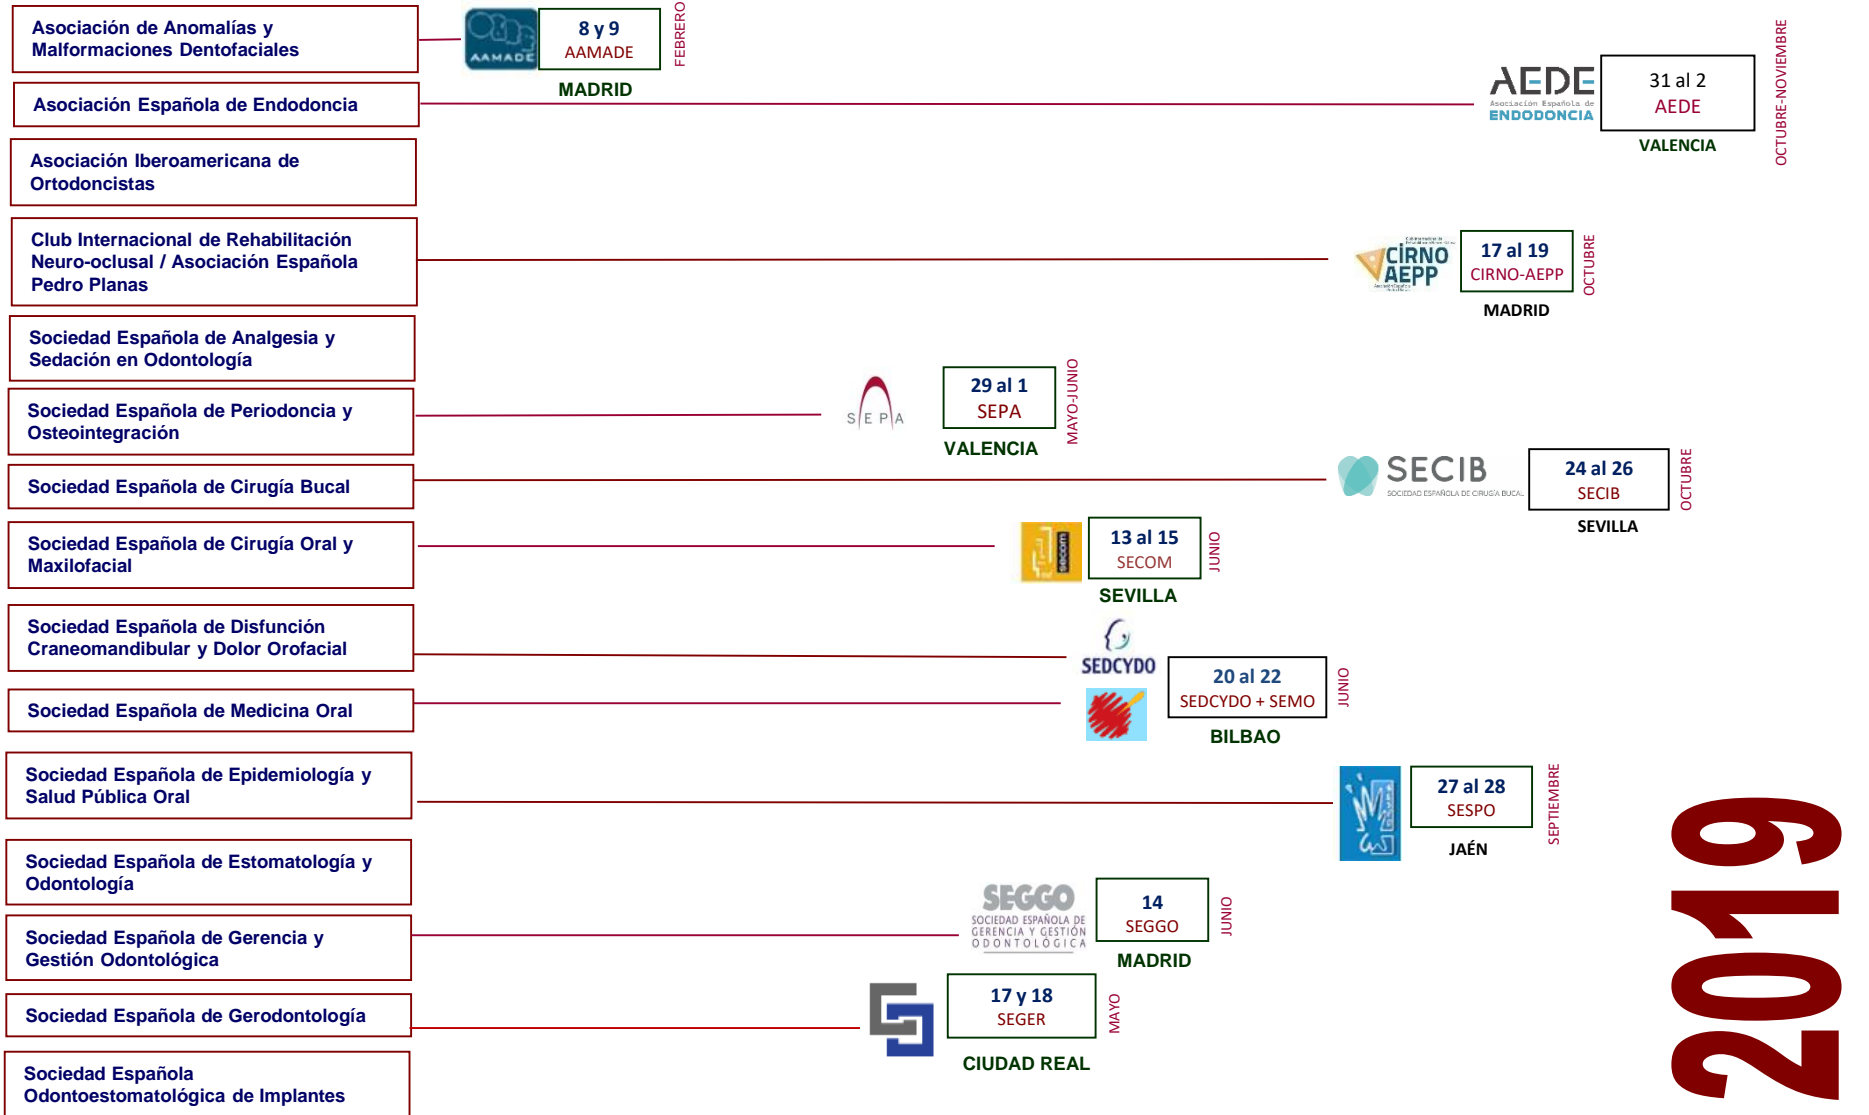 Asociación de Anomalías y
Malformaciones Dentofaciales
AAMADE
8 y 9
AAMADE
FEBRERO
MADRID
Asociación Española de Endodoncia
AEDE
Asociación Española de
ENDODONCIA
31 al 2
AEDE
OCTUBRE-NOVIEMBRE
VALENCIA
Asociación Iberoamericana de
Ortodoncistas
Club Internacional de Rehabilitación
Neuro-oclusal / Asociación Española
Pedro Planas
CIRNO
AEPP
17 al 19
CIRNO-AEPP
OCTUBRE
MADRID
Sociedad Española de Analgesia y
Sedación en Odontología
Sociedad Española de Periodoncia y
Osteointegración
SEPA
29 al 1
SEPA
MAYO-JUNIO
VALENCIA
Sociedad Española de Cirugía Bucal
SECIB
SOCIEDAD ESPAÑOLA DE CIRUGÍA BUCAL
24 al 26
SECIB
OCTUBRE
SEVILLA
Sociedad Española de Cirugía Oral y
Maxilofacial
secom
13 al 15
SECOM
JUNIO
SEVILLA
Sociedad Española de Disfunción
Craneomandibular y Dolor Orofacial
SEDCYDO
20 al 22
SEDCYDO + SEMO
JUNIO
BILBAO
Sociedad Española de Medicina Oral
Sociedad Española de Epidemiología y
Salud Pública Oral
27 al 28
SESPO
SEPTIEMBRE
JAÉN
Sociedad Española de Estomatología y
Odontología
Sociedad Española de Gerencia y
Gestión Odontológica
SEGGO
SOCIEDAD ESPAÑOLA DE
GERENCIA Y GESTIÓN
ODONTOLÓGICA
14
SEGGO
JUNIO
MADRID
Sociedad Española de Gerodontología
17 y 18
SEGER
MAYO
CIUDAD REAL
Sociedad Española
Odontoestomatológica de Implantes
2019